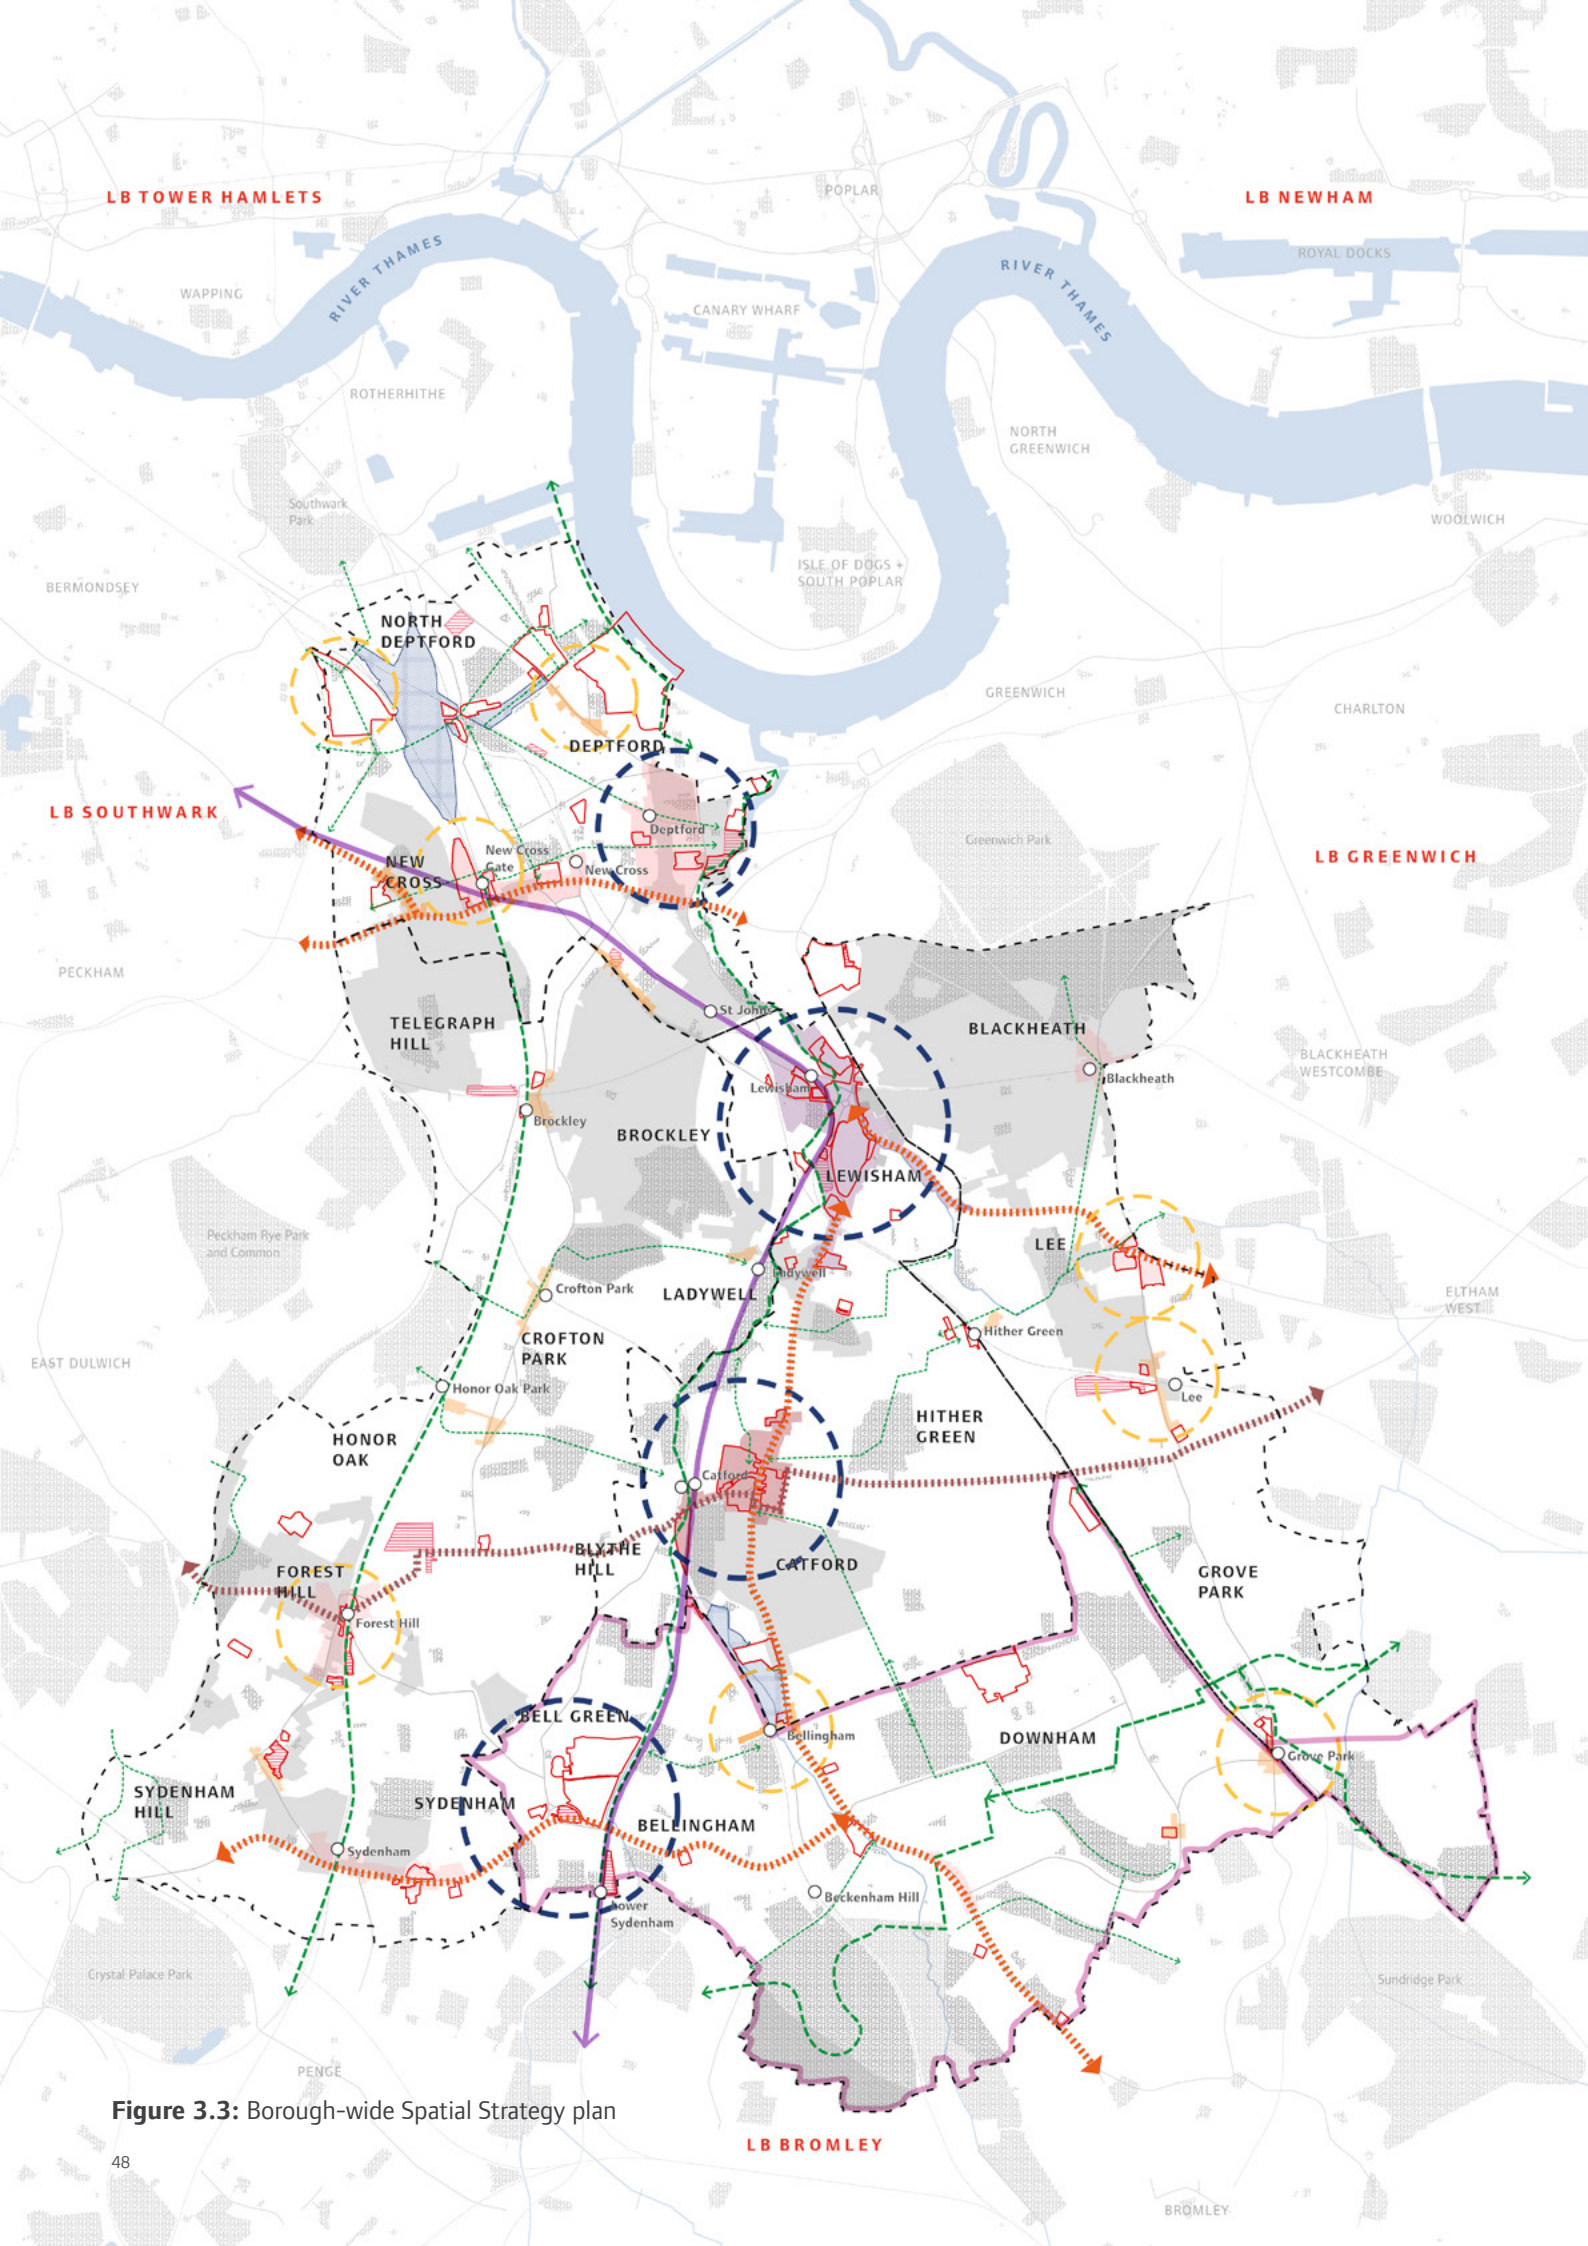 LB TOWER HAMLETS
LB NEWHAM
POPLAR
RIVER THAMES
RIVER THAMES
ROYAL DOCKS
WAPPING
CANARY WHARF
ROTHERHITHE
NORTH
GREENWICH
Southwark
Park
WOOLWICH
ISLE OF DOGS +
SOUTH POPLAR
BERMONDSEY
NORTH
DEPTFORD
GREENWICH
CHARLTON
DEPTFORD
LB SOUTHWARK
Deptford
Greenwich Park
LB GREENWICH
NEW
CROSS
New Cross
Gate
New Cross
PECKHAM
St Johns
TELEGRAPH
HILL
BLACKHEATH
BLACKHEATH
WESTCOMBE
Blackheath
Lewisham
Brockley
BROCKLEY
LEWISHAM
Peckham Rye Park
and Common
LEE
Ladywell
Crofton Park
LADYWELL
ELTHAM
WEST
CROFTON
PARK
Hither Green
EAST DULWICH
Honor Oak Park
Lee
HITHER
GREEN
HONOR
OAK
Catford
BLYTHE
HILL
CATFORD
FOREST
HILL
GROVE
PARK
Forest Hill
BELL GREEN
Bellingham
DOWNHAM
Grove Park
SYDENHAM
HILL
SYDENHAM
BELLINGHAM
Sydenham
Beckenham Hill
Lower
Sydenham
Crystal Palace Park
Sundridge Park
PENGE
Figure 3.3: Borough-wide Spatial Strategy plan
LB BROMLEY
48
BROMLEY